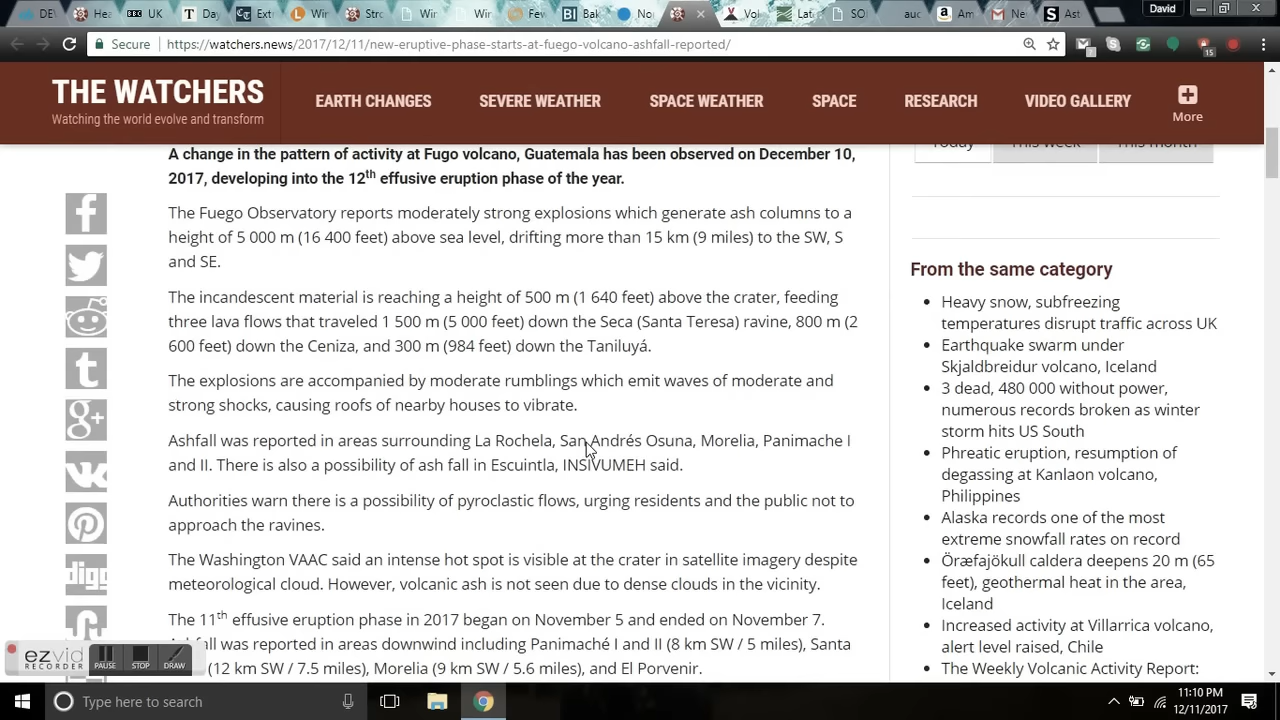 DE
Hea
UK
Day
Ext
Wir
Stro
Wir
Wir
Free
Bak
No
Vol
Lat
SO
auc
Am
Nei
Ast
David
Secure
https://watchers.news/2017/12/11/new-eruptive-phase-starts-at-fuego-volcano-ashfall-reported/
15
THE WATCHERS
Watching the world evolve and transform
EARTH CHANGES
SEVERE WEATHER
SPACE WEATHER
SPACE
RESEARCH
VIDEO GALLERY
More
Today
This week
This month
A change in the pattern of activity at Fugo volcano, Guatemala has been observed on December 10,
2017, developing into the 12th effusive eruption phase of the year.
The Fuego Observatory reports moderately strong explosions which generate ash columns to a
height of 5 000 m (16 400 feet) above sea level, drifting more than 15 km (9 miles) to the SW, S
and SE.
The incandescent material is reaching a height of 500 m (1 640 feet) above the crater, feeding
three lava flows that traveled 1 500 m (5 000 feet) down the Seca (Santa Teresa) ravine, 800 m (2
600 feet) down the Ceniza, and 300 m (984 feet) down the Taniluyá.
The explosions are accompanied by moderate rumblings which emit waves of moderate and
strong shocks, causing roofs of nearby houses to vibrate.
Ashfall was reported in areas surrounding La Rochela, San Andrés Osuna, Morelia, Panimache I
and II. There is also a possibility of ash fall in Escuintla, INSIVUMEH said.
Authorities warn there is a possibility of pyroclastic flows, urging residents and the public not to
approach the ravines.
The Washington VAAC said an intense hot spot is visible at the crater in satellite imagery despite
meteorological cloud. However, volcanic ash is not seen due to dense clouds in the vicinity.
The 11th effusive eruption phase in 2017 began on November 5 and ended on November 7.
Ashfall was reported in areas downwind including Panimaché I and II (8 km SW / 5 miles), Santa
(12 km SW / 7.5 miles), Morelia (9 km SW / 5.6 miles), and El Porvenir.
From the same category
Heavy snow, subfreezing
temperatures disrupt traffic across UK
Earthquake swarm under
Skjaldbreidur volcano, Iceland
3 dead, 480 000 without power,
numerous records broken as winter
storm hits US South
Phreatic eruption, resumption of
degassing at Kanlaon volcano,
Philippines
Alaska records one of the most
extreme snowfall rates on record
Öræfajökull caldera deepens 20 m (65
feet), geothermal heat in the area,
Iceland
Increased activity at Villarrica volcano,
alert level raised, Chile
The Weekly Volcanic Activity Report:
digg
ezvid
RECORDER
PAUSE
STOP
DRAW
Type here to search
11:10 PM
12/11/2017